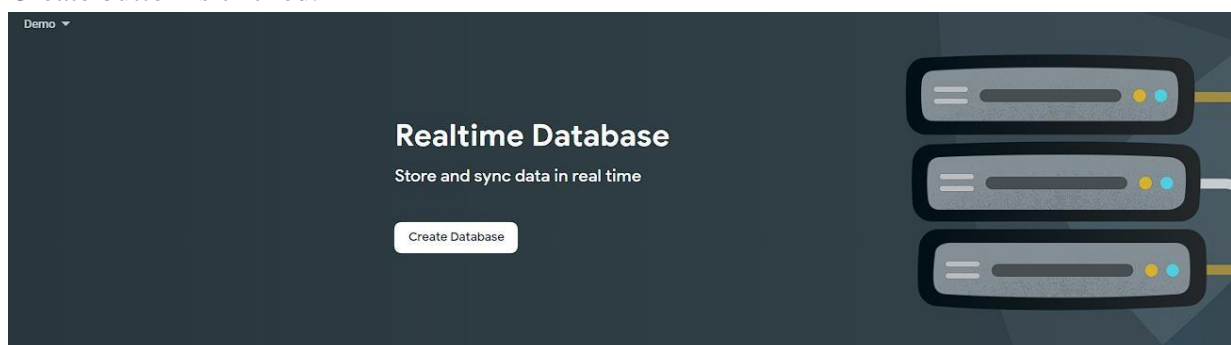 Demo
Realtime Database
Store and sync data in real time
Create Database